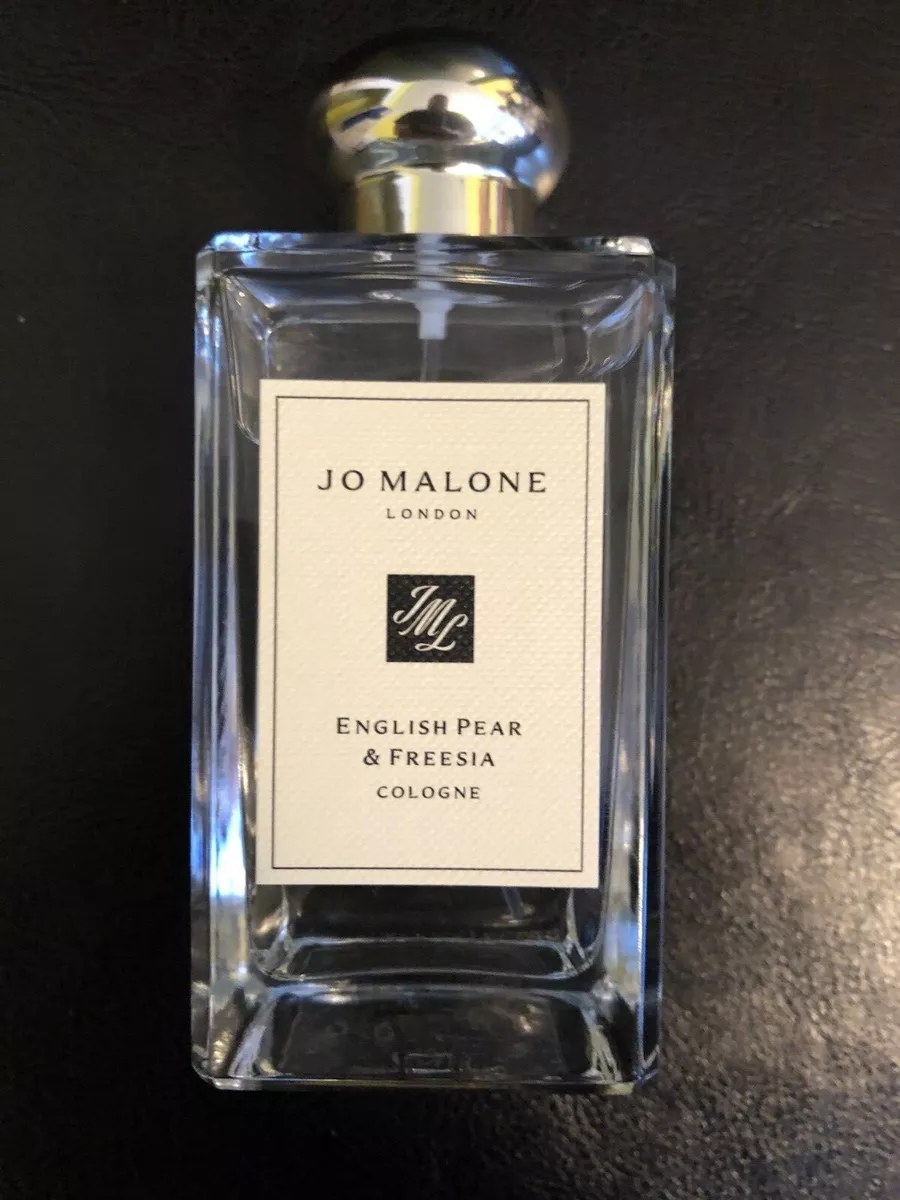 JO MALONE
LONDON
JML
ENGLISH PEAR
& FREESIA
COLOGNE